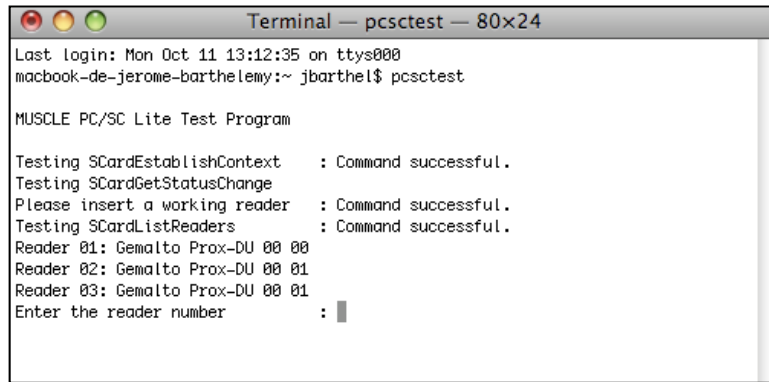 Terminal — pcsctest — 80×24
Last login: Mon Oct 11 13:12:35 on ttys000
macbook-de-jerome-barthelemy:~ jbarthel$ pcsctest
MUSCLE PC/SC Lite Test Program
Testing SCardEstablishContext    : Command successful.
Testing SCardGetStatusChange
Please insert a working reader   : Command successful.
Testing SCardListReaders         : Command successful.
Reader 01: Gemalto Prox-DU 00 00
Reader 02: Gemalto Prox-DU 00 01
Reader 03: Gemalto Prox-DU 00 01
Enter the reader number          :